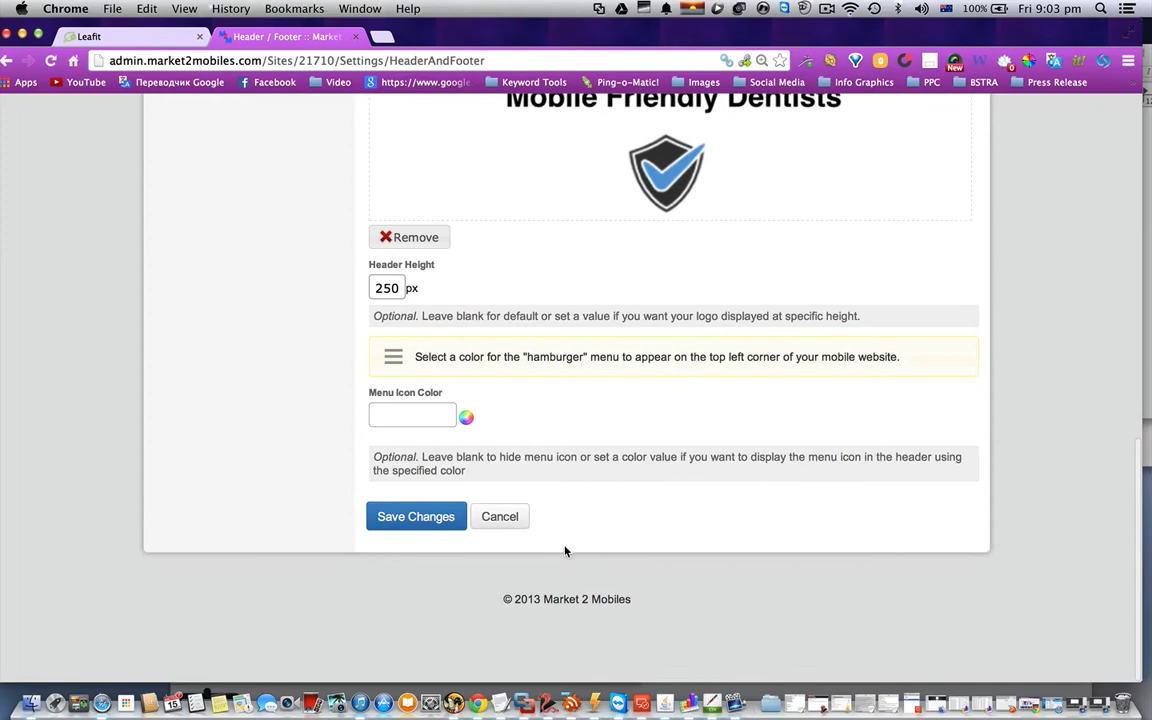 Chrome File Edit View History Bookmarks Window Help 100% Fri 9:03 pm
Leafit Header / Footer :: Market
admin.market2mobiles.com/Sites/21710/Settings/HeaderAndFooter
Apps YouTube Переводчик Google Facebook Video https://www.google. Keyword Tools Ping-o-Matic! Images Social Media Info Graphics PPC BSTRA Press Release
Mobile Friendly Dentists
Remove
Header Height
250 px
Optional. Leave blank for default or set a value if you want your logo displayed at specific height.
Select a color for the "hamburger" menu to appear on the top left corner of your mobile website.
Menu Icon Color
Optional. Leave blank to hide menu icon or set a color value if you want to display the menu icon in the header using
the specified color
Save Changes Cancel
© 2013 Market 2 Mobiles